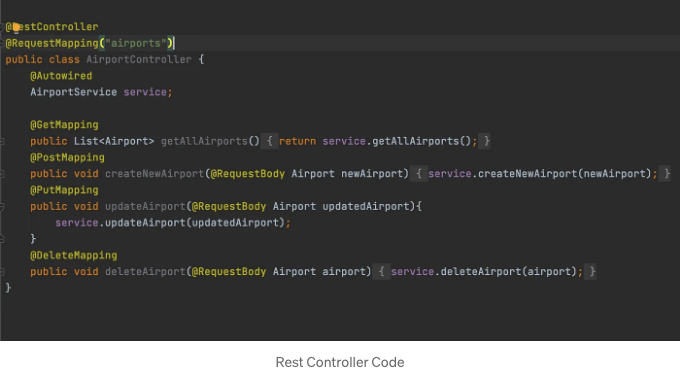 @RestController
@RequestMapping("airports")
public class AirportController {
@Autowired
AirportService service;
@GetMapping
public List<Airport> getAllAirports() { return service.getAllAirports(); }
@PostMapping
public void createNewAirport(@RequestBody Airport newAirport) { service.createNewAirport(newAirport); }
@PutMapping
public void updateAirport(@RequestBody Airport updatedAirport){
service.updateAirport(updatedAirport);
}
@DeleteMapping
public void deleteAirport(@RequestBody Airport airport) { service.deleteAirport(airport); }
}
Rest Controller Code